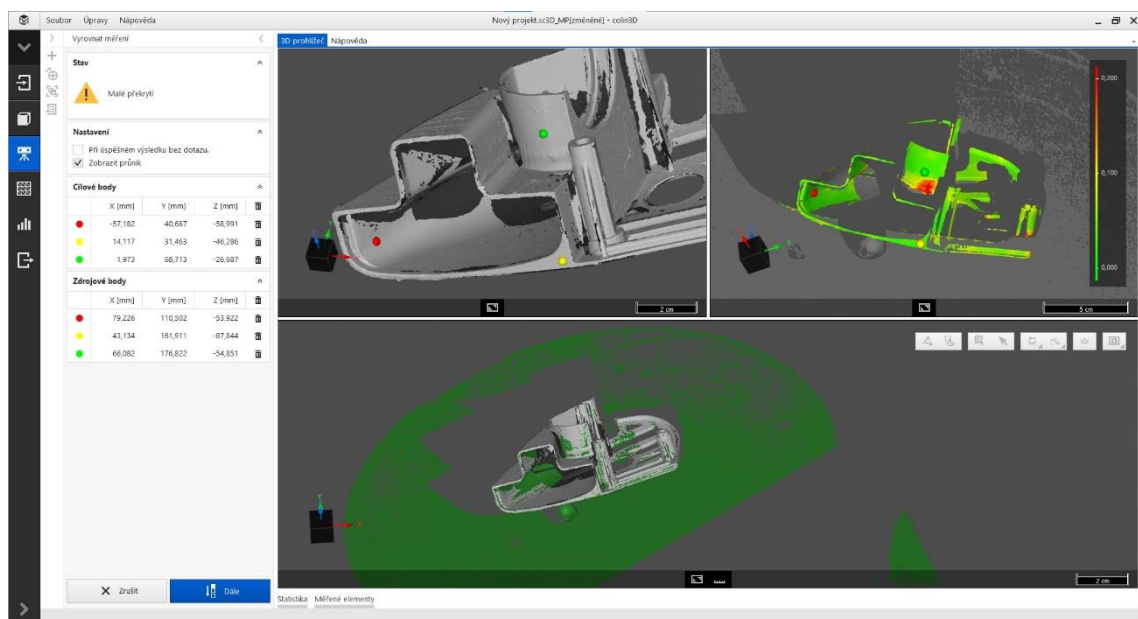 Soubor Úpravy Nápověda
Nový projekt.sc3D_MP[změněné] - colin3D
Vyrovnat měření
3D prohlížeč Nápověda
Stav
Malé překrytí
Nastavení
Při úspěšném výsledku bez dotazu.
Zobrazit průnik
Cílové body
X [mm] Y [mm] Z [mm]
-57,182 40,687 -58,991
14,117 31,463 -46,286
1,973 68,713 -26,687
Zdrojové body
X [mm] Y [mm] Z [mm]
79,226 110,502 -53,922
43,134 161,911 -67,844
66,082 176,822 -54,851
Zrušit
Dále
2 cm
0,200
0,100
0,000
5 cm
2 cm
Statistika Měřené elementy